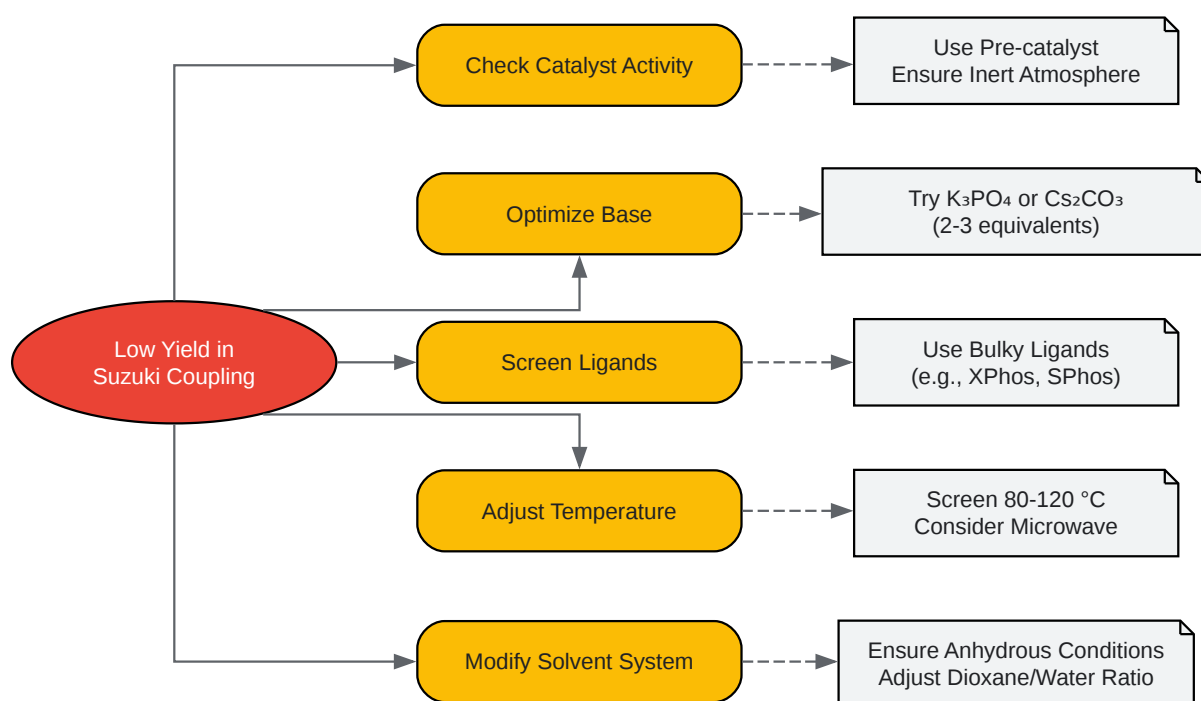 Low Yield in
Suzuki Coupling
Check Catalyst Activity
Use Pre-catalyst
Ensure Inert Atmosphere
Optimize Base
Try K₃PO₄ or Cs₂CO₃
(2-3 equivalents)
Screen Ligands
Use Bulky Ligands
(e.g., XPhos, SPhos)
Adjust Temperature
Screen 80-120 °C
Consider Microwave
Modify Solvent System
Ensure Anhydrous Conditions
Adjust Dioxane/Water Ratio